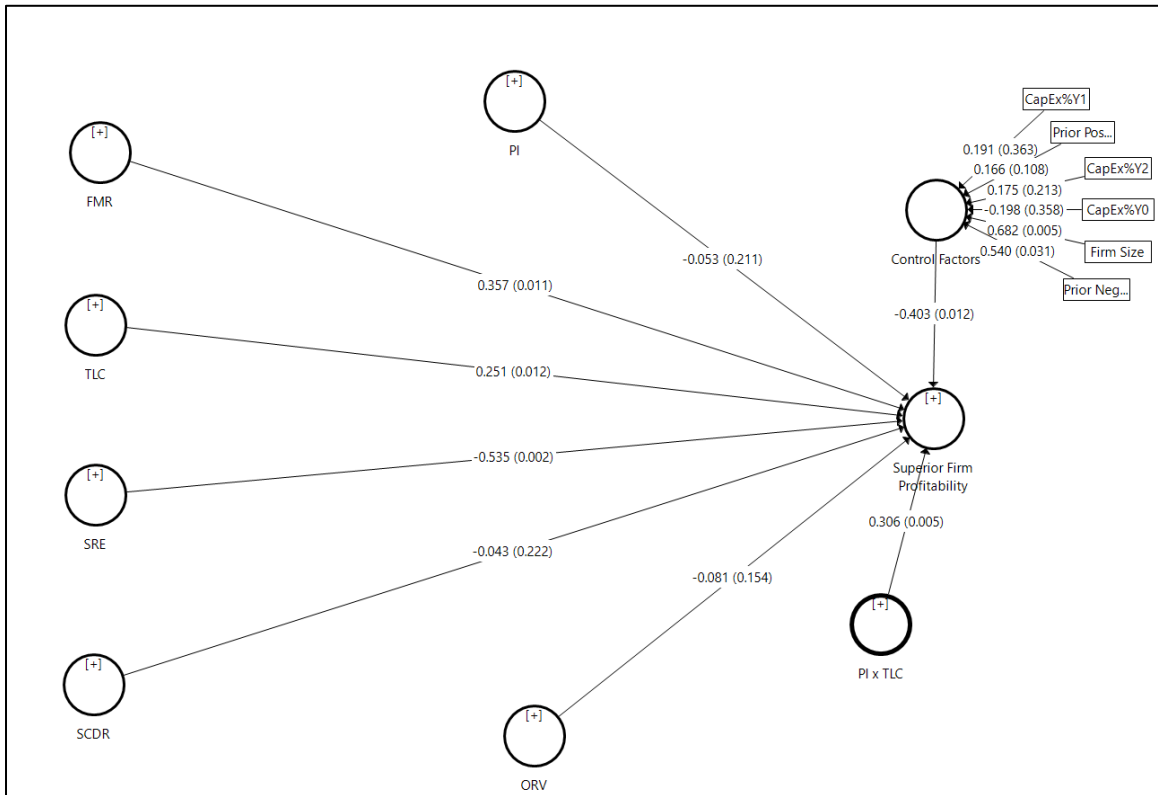 [+]
PI
[+]
FMR
CapEx%Y1
Prior Pos...
CapEx%Y2
CapEx%Y0
Firm Size
Prior Neg...
0.191 (0.363)
0.166 (0.108)
0.175 (0.213)
-0.198 (0.358)
0.682 (0.005)
0.540 (0.031)
Control Factors
-0.053 (0.211)
0.357 (0.011)
-0.403 (0.012)
[+]
TLC
0.251 (0.012)
[+]
Superior Firm
Profitability
-0.535 (0.002)
[+]
SRE
0.306 (0.005)
-0.043 (0.222)
-0.081 (0.154)
[+]
PI x TLC
[+]
SCDR
[+]
ORV